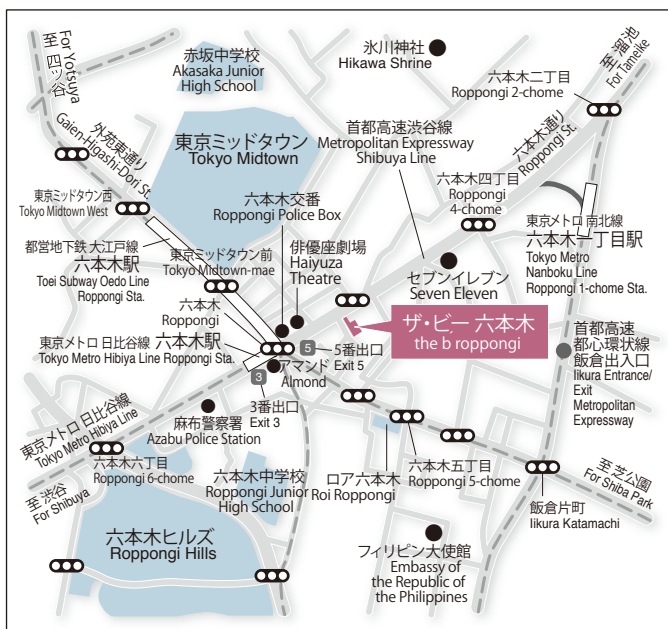 至 四ッ谷
For Yotsuya
外苑東通り
Gaien-Higashi-Dori St.
赤坂中学校
Akasaka Junior
High School
氷川神社
Hikawa Shrine
至 溜池
For Tameike
六本木二丁目
Roppongi 2-chome
六本木通り
Roppongi St.
東京ミッドタウン
Tokyo Midtown
首都高速渋谷線
Metropolitan Expressway
Shibuya Line
六本木四丁目
Roppongi
4-chome
東京ミッドタウン西
Tokyo Midtown West
六本木交番
Roppongi Police Box
東京メトロ 南北線
六本木一丁目駅
Tokyo Metro
Nanboku Line
Roppongi 1-chome Sta.
都営地下鉄 大江戸線
六本木駅
Toei Subway Oedo Line
Roppongi Sta.
東京ミッドタウン前
Tokyo Midtown-mae
俳優座劇場
Haiyuza
Theatre
セブンイレブン
Seven Eleven
六本木
Roppongi
ザ・ビー 六本木
the b roppongi
東京メトロ 日比谷線 六本木駅
Tokyo Metro Hibiya Line Roppongi Sta.
5
5番出口
Exit 5
アマンド
Almond
3
3番出口
Exit 3
首都高速
都心環状線
飯倉出入口
Iikura Entrance/
Exit
Metropolitan
Expressway
東京メトロ 日比谷線
Tokyo Metro Hibiya Line
麻布警察署
Azabu Police Station
六本木六丁目
Roppongi 6-chome
六本木中学校
Roppongi Junior
High School
ロア六本木
Roi Roppongi
六本木五丁目
Roppongi 5-chome
至 芝公園
For Shiba Park
飯倉片町
Iikura Katamachi
至 渋谷
For Shibuya
六本木ヒルズ
Roppongi Hills
フィリピン大使館
Embassy of
the Republic of
the Philippines